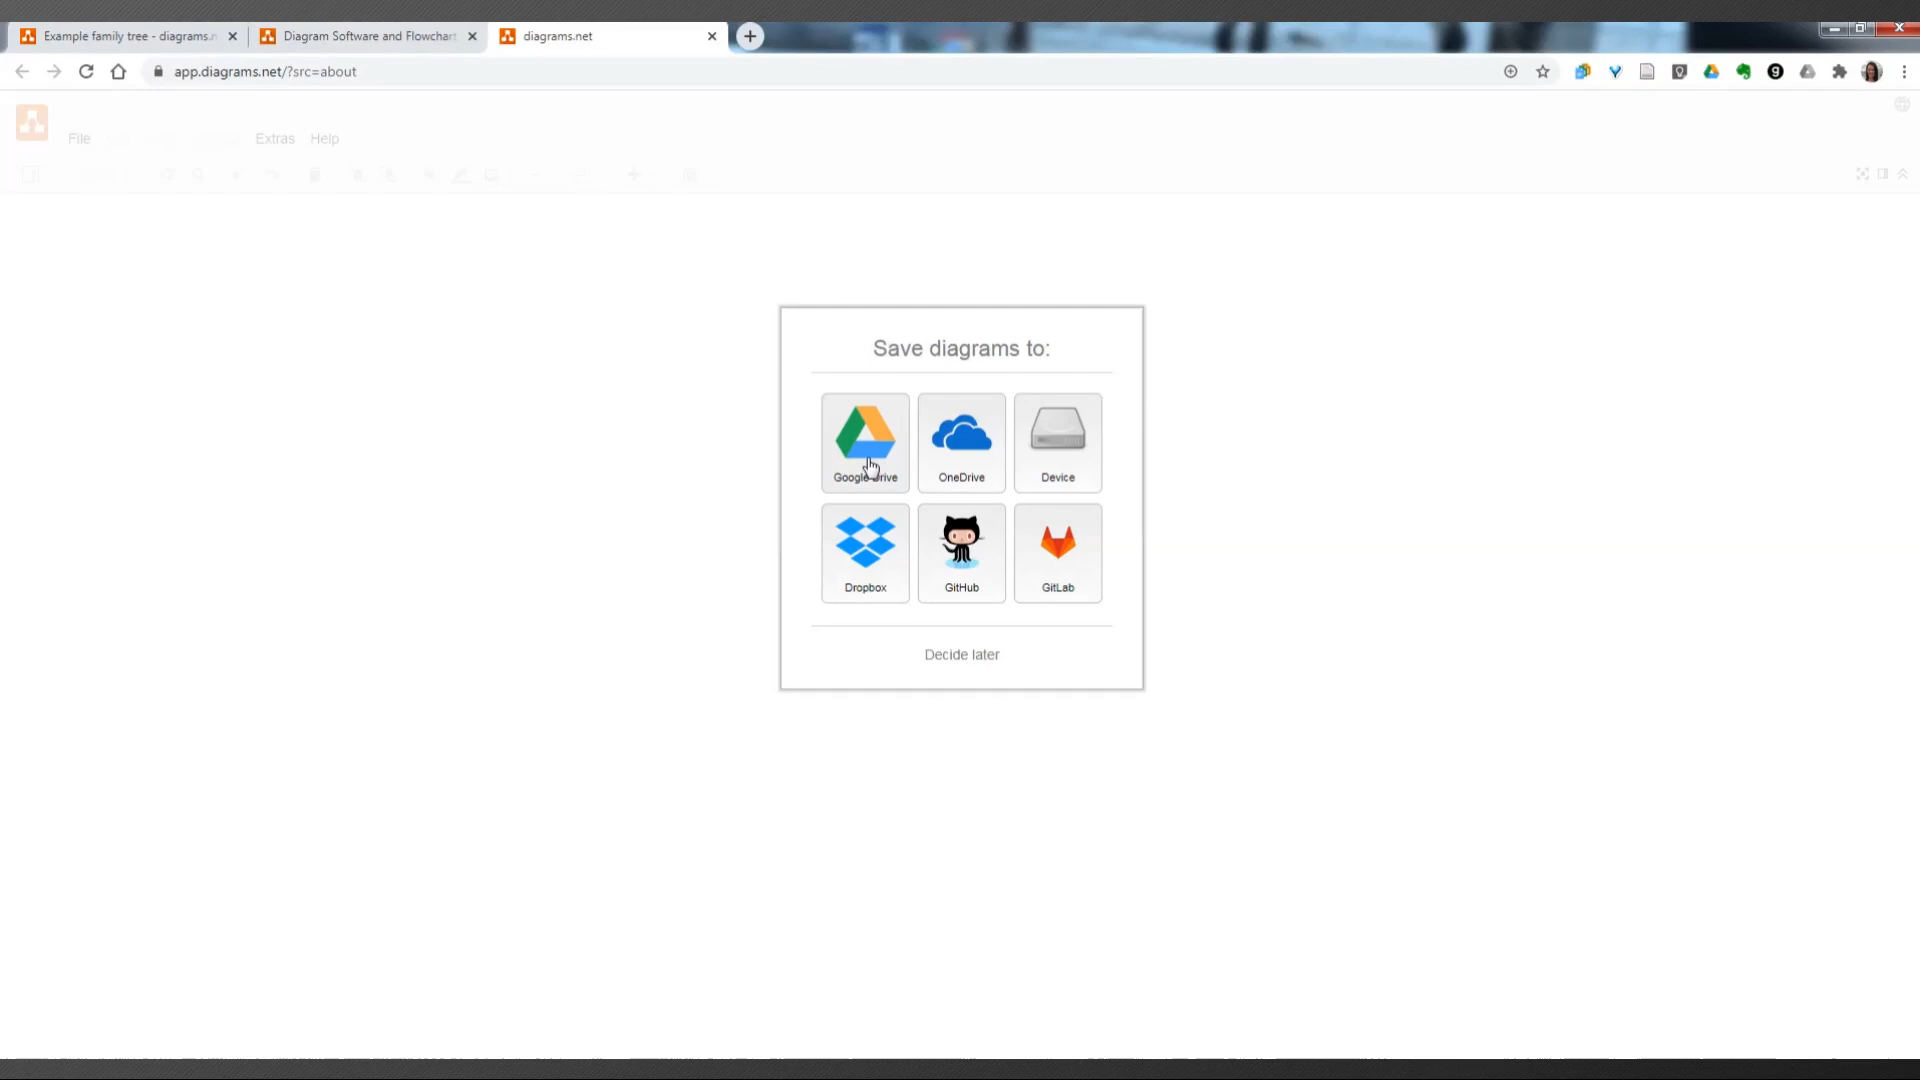 Example family tree - diagrams.n
Diagram Software and Flowchart
diagrams.net
app.diagrams.net/?src=about
File Extras Help
Save diagrams to:
Google Drive OneDrive Device
Dropbox GitHub GitLab
Decide later